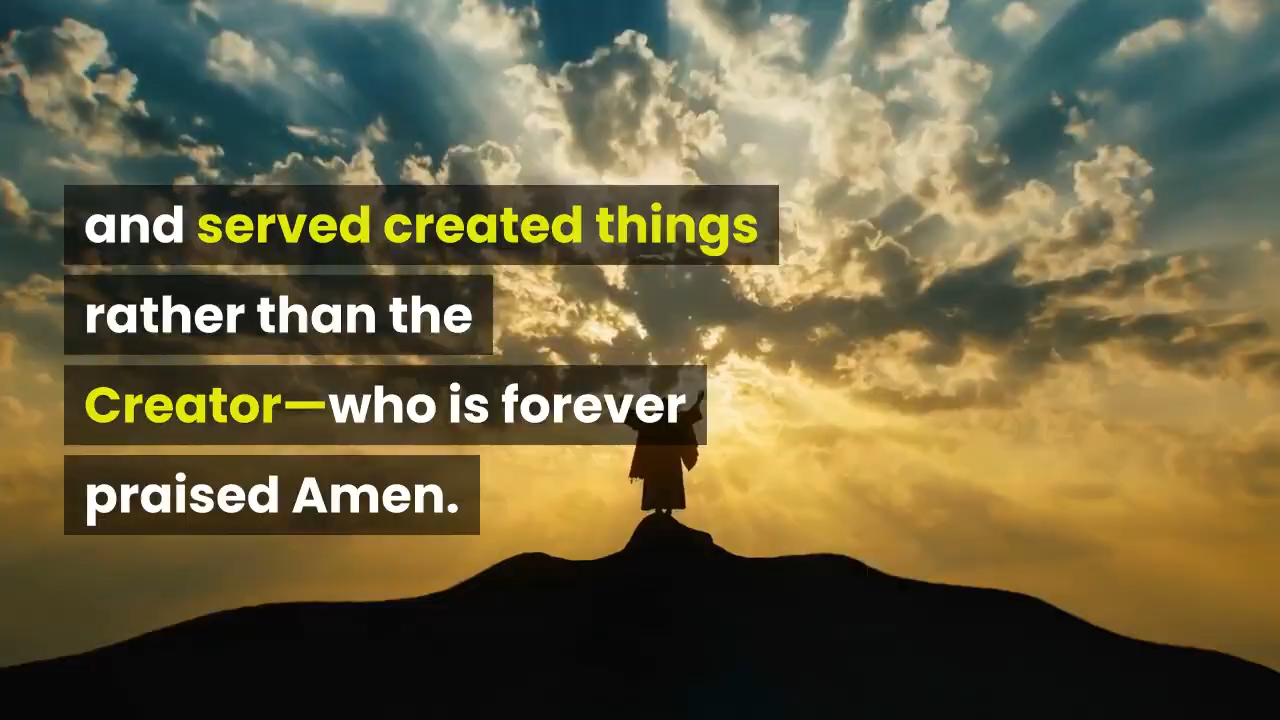 and served created things
rather than the
Creator—who is forever
praised Amen.